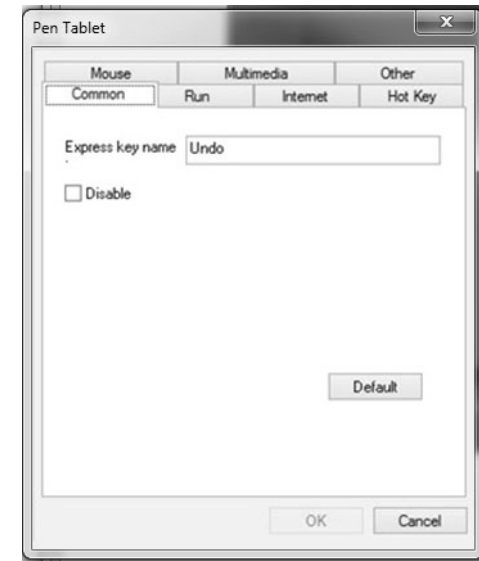 Pen Tablet
Mouse Multimedia Other
Common Run Internet Hot Key
Express key name Undo
:
Disable
Default
OK Cancel